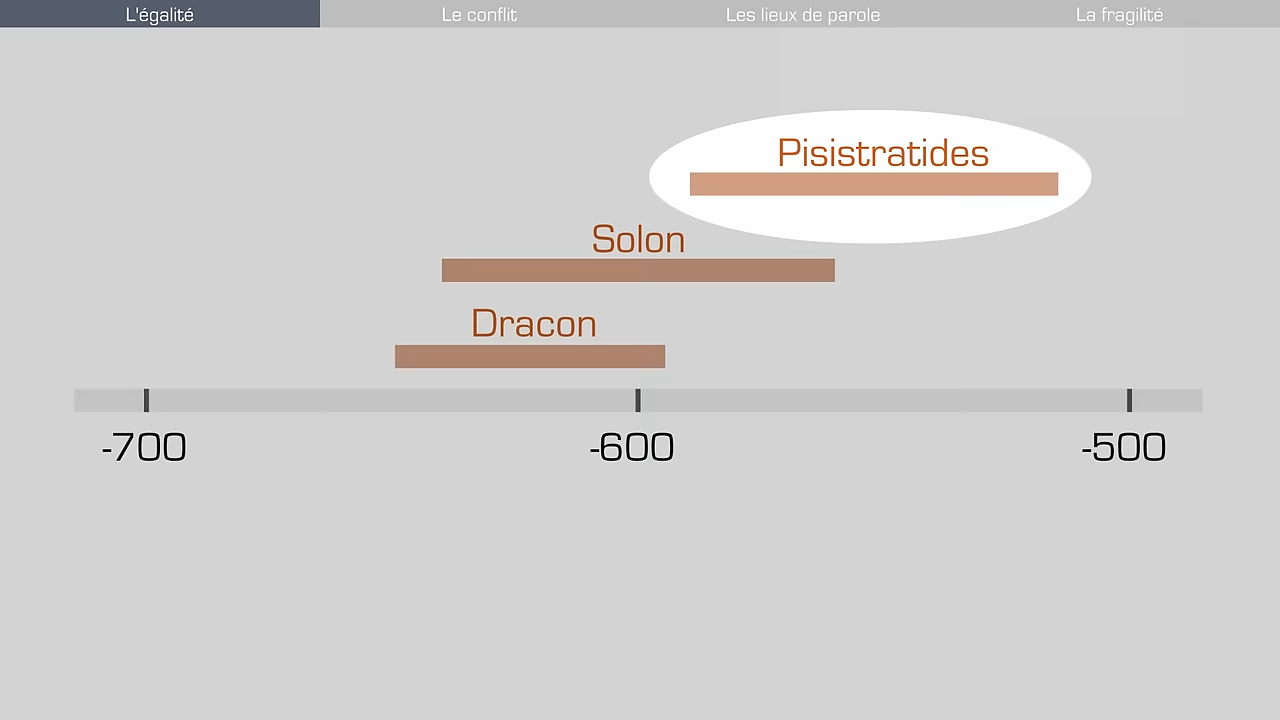 L'égalité
Le conflit
Les lieux de parole
La fragilité
Pisistratides
Solon
Dracon
-700
-600
-500